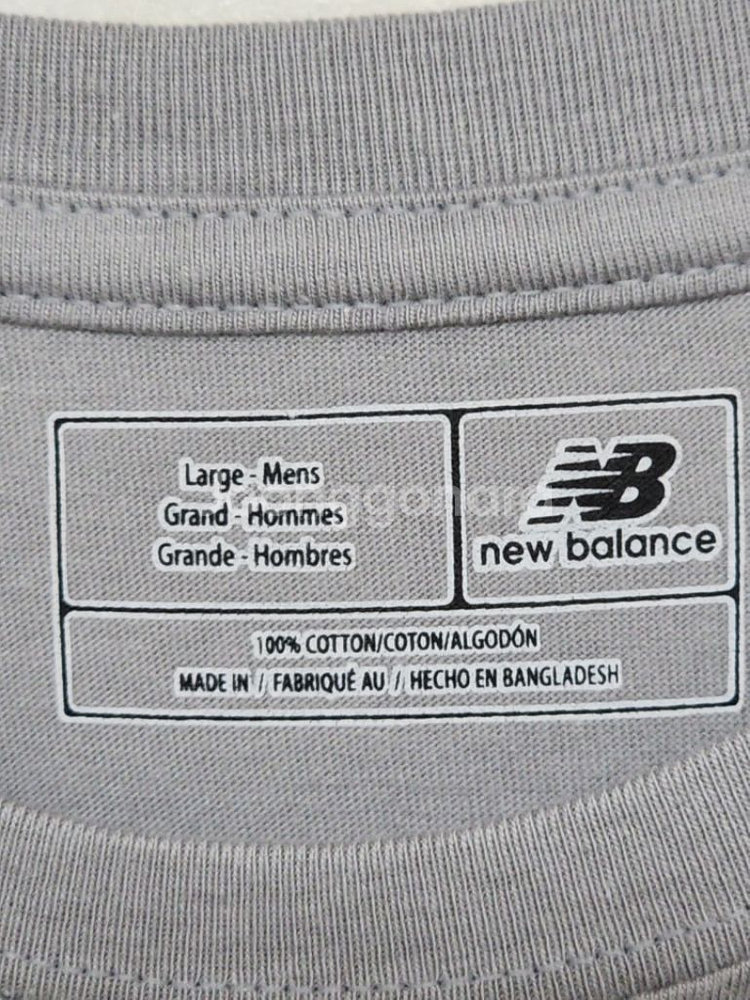 Large - Mens
Grand - Hommes
Grande - Hombres
NB
new balance
100% COTTON/COTON/ALGODÓN
MADE IN / FABRIQUÉ AU / HECHO EN BANGLADESH